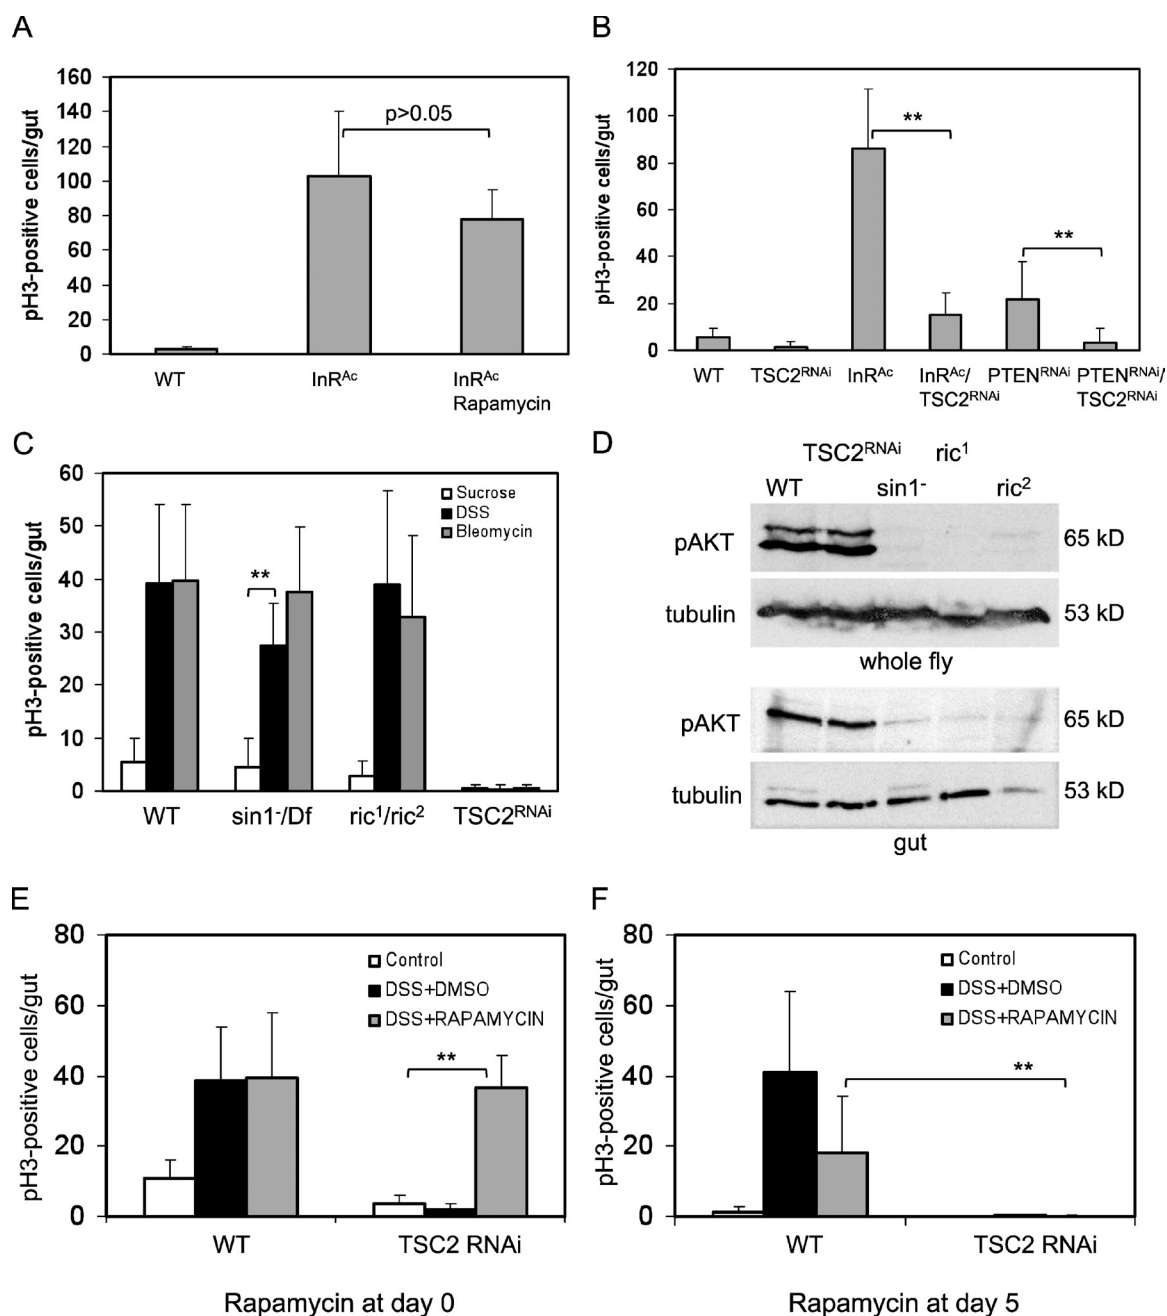 A
pH3-positive cells/gut
160
140
120
100
80
60
40
20
0
p>0.05
WT
InR^Ac
InR^Ac
Rapamycin
B
pH3-positive cells/gut
120
100
80
60
40
20
0
**
**
WT
TSC2^RNAi
InR^Ac
InR^Ac/
TSC2^RNAi
PTEN^RNAi
PTEN^RNAi/
TSC2^RNAi
C
pH3-positive cells/gut
60
50
40
30
20
10
0
Sucrose
DSS
Bleomycin
**
WT
sin1⁻/Df
ric¹/ric²
TSC2^RNAi
D
TSC2^RNAi ric¹
WT sin1⁻ ric²
pAKT 65 kD
tubulin 53 kD
whole fly
pAKT 65 kD
tubulin 53 kD
gut
E
pH3-positive cells/gut
80
60
40
20
0
Control
DSS+DMSO
DSS+RAPAMYCIN
**
WT
TSC2 RNAi
Rapamycin at day 0
F
pH3-positive cells/gut
80
60
40
20
0
Control
DSS+DMSO
DSS+RAPAMYCIN
**
WT
TSC2 RNAi
Rapamycin at day 5